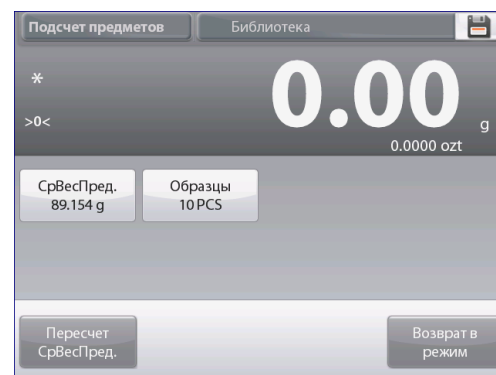 Подсчет предметов
Библиотека
*
0.00
>0<
g
0.0000 ozt
СрВесПред.
89.154 g
Образцы
10 PCS
Пересчет
СрВесПред.
Возврат в
режим